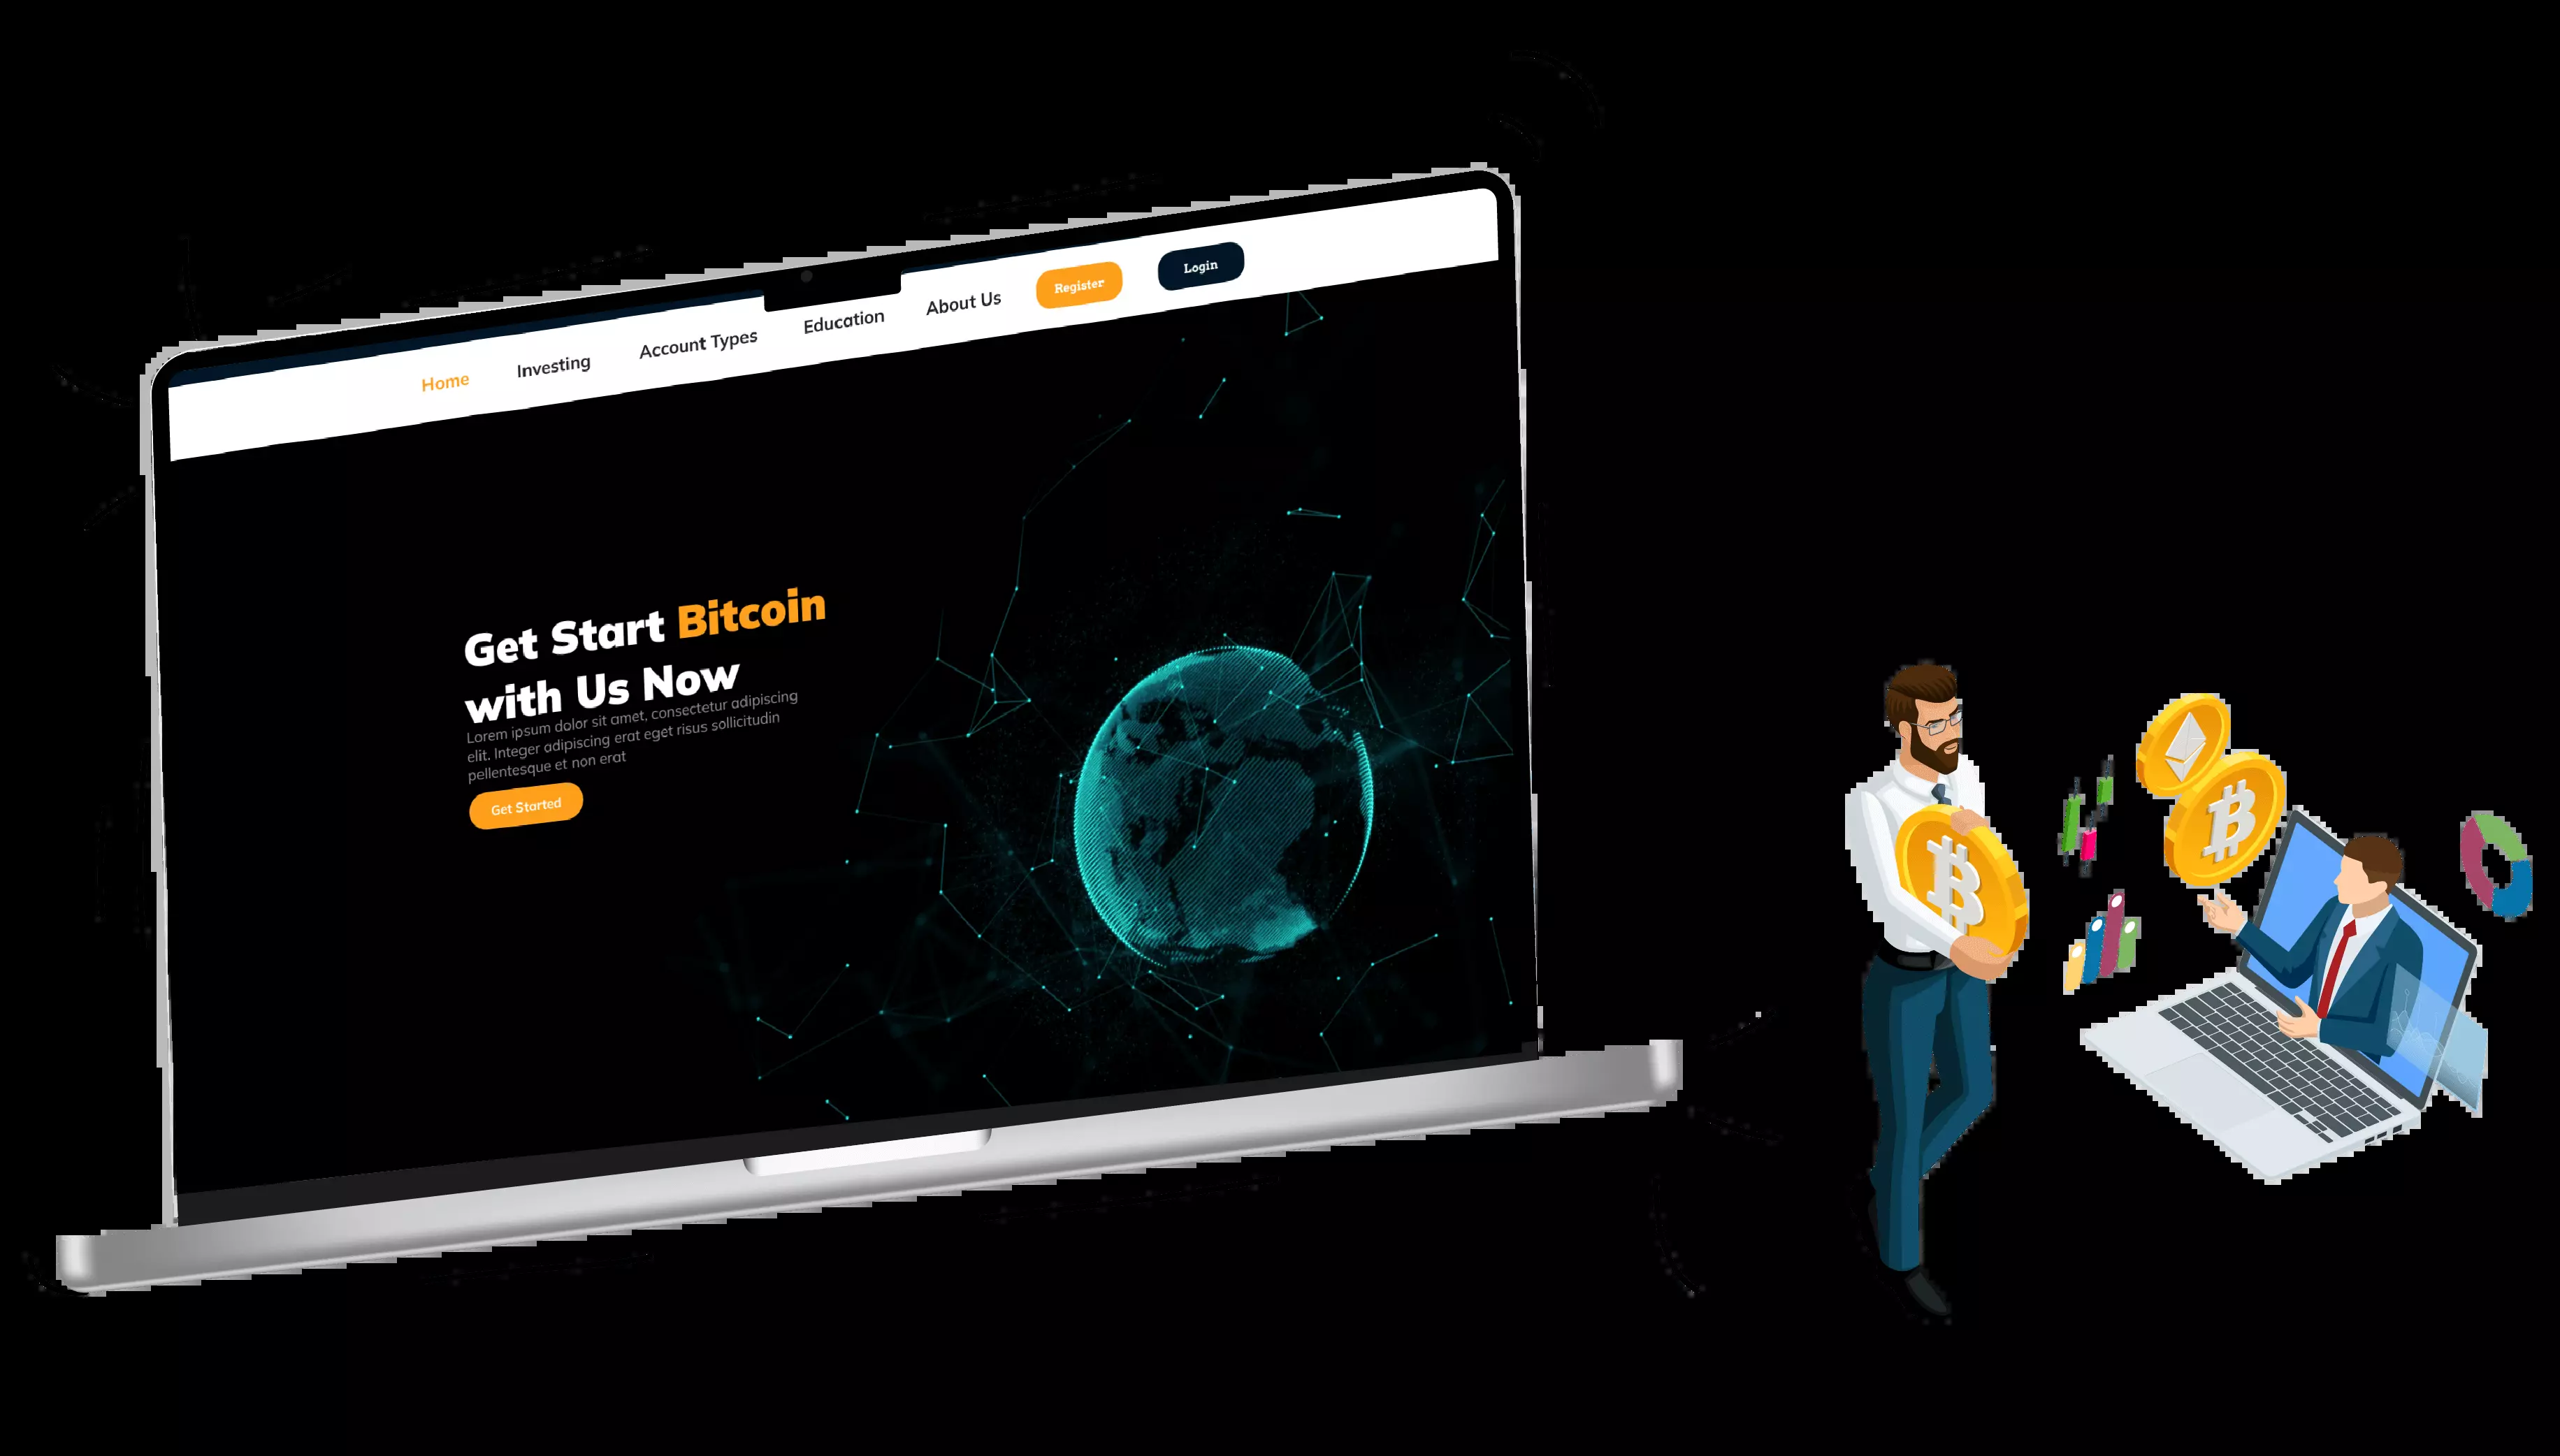 Home Investing Account Types Education About Us Register Login
Get Start Bitcoin
with Us Now
Lorem ipsum dolor sit amet, consectetur adipiscing
elit. Integer adipiscing erat eget risus sollicitudin
pellentesque et non erat
Get Started